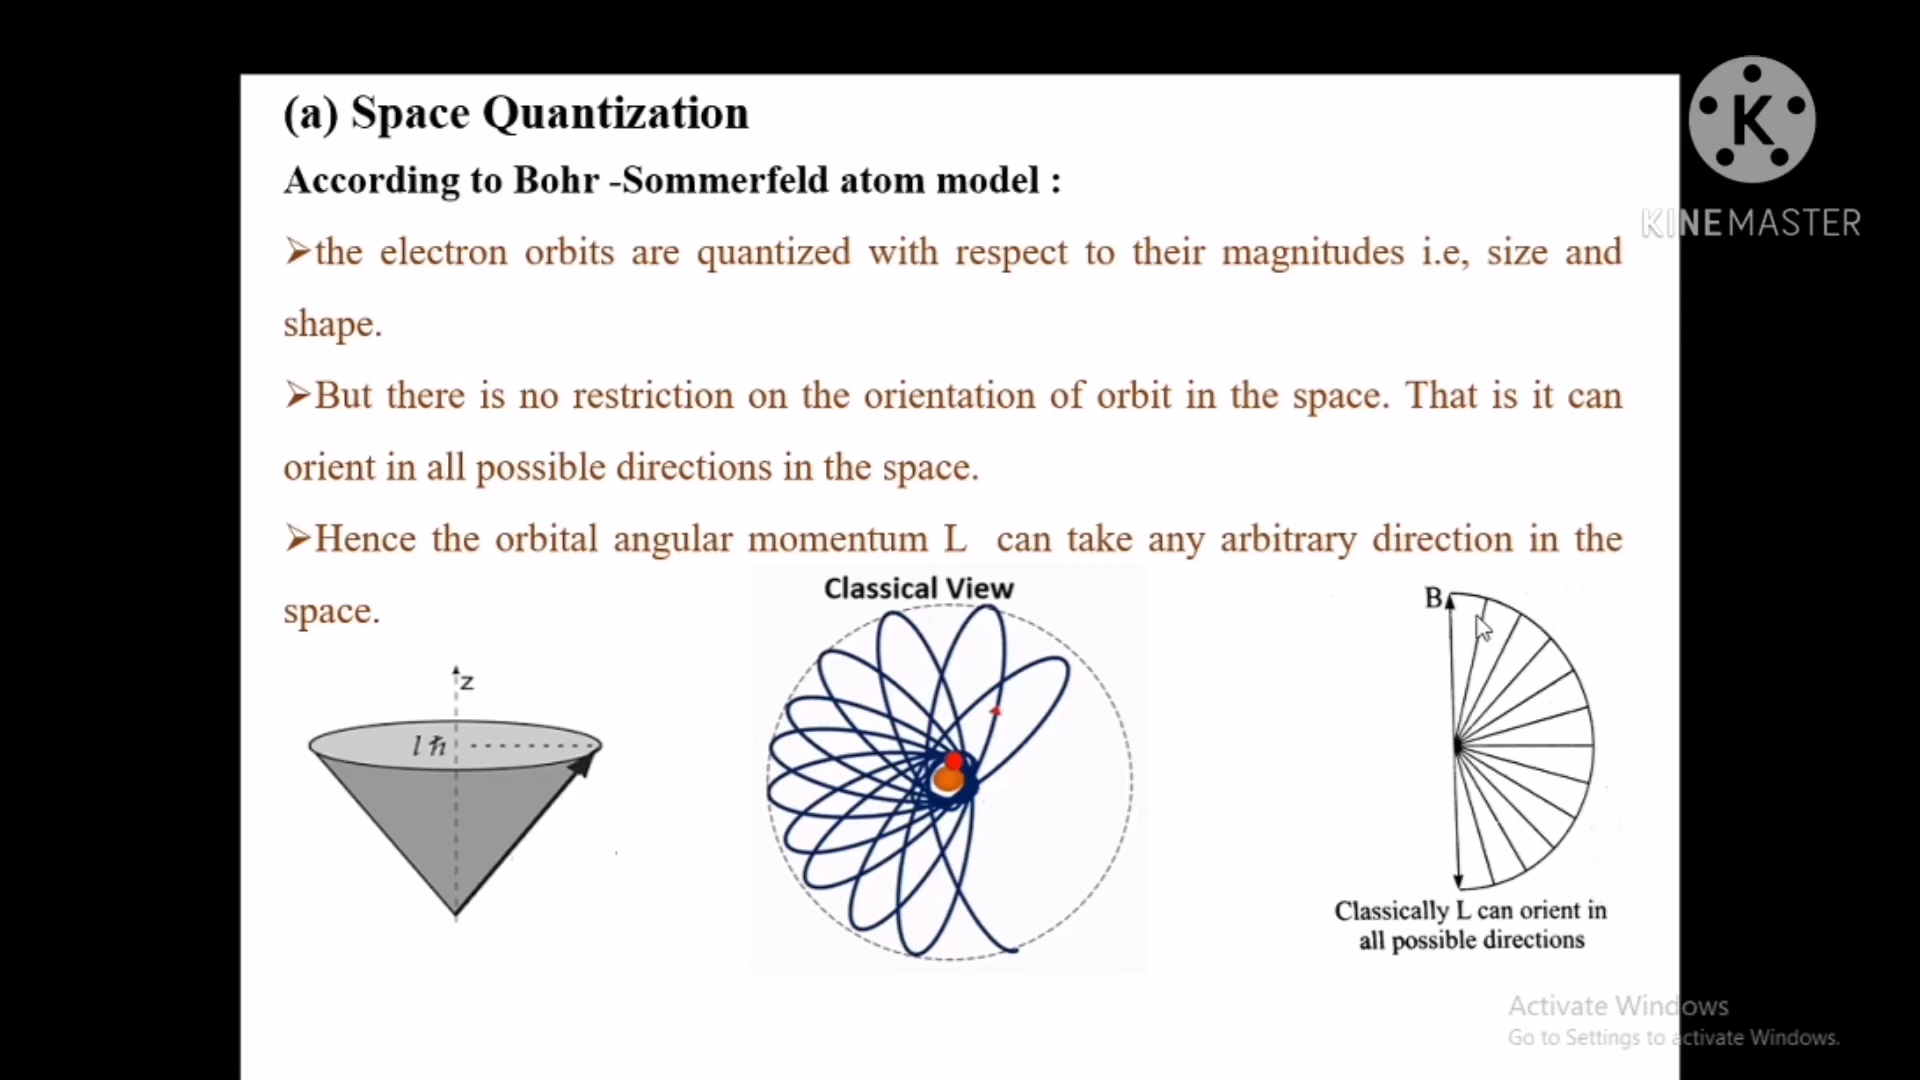 (a) Space Quantization
K
According to Bohr -Sommerfeld atom model :
KINEMASTER
➢the electron orbits are quantized with respect to their magnitudes i.e, size and
shape.
➢But there is no restriction on the orientation of orbit in the space. That is it can
orient in all possible directions in the space.
➢Hence the orbital angular momentum L can take any arbitrary direction in the
space.
Classical View
B
z
l ℏ
Classically L can orient in
all possible directions
Activate Windows
Go to Settings to activate Windows.